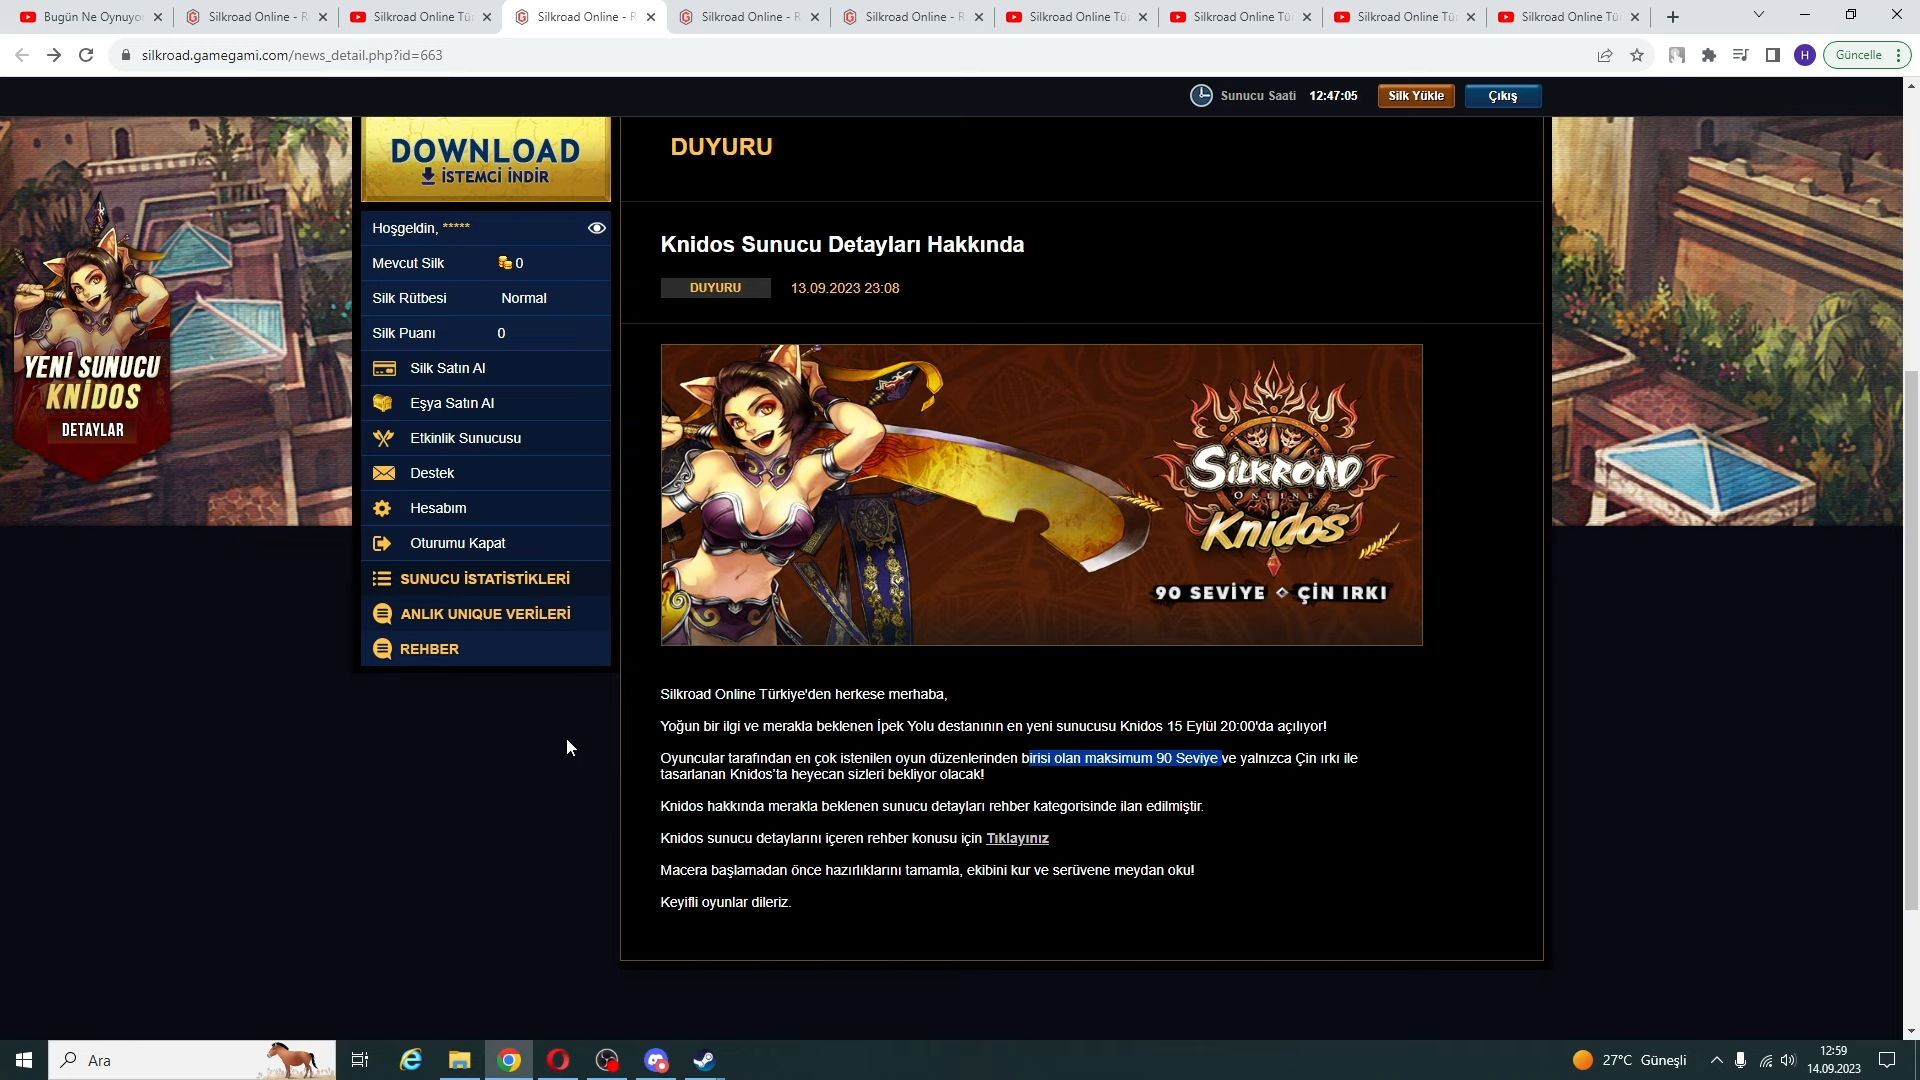 Bugün Ne Oynuyo
Silkroad Online - R
Silkroad Online Tü
Silkroad Online - R
Silkroad Online - R
Silkroad Online - R
Silkroad Online Tü
Silkroad Online Tü
Silkroad Online Tü
Silkroad Online Tü
silkroad.gamegami.com/news_detail.php?id=663
H
Güncelle
Sunucu Saati 12:47:05
Silk Yükle
Çıkış
DOWNLOAD
İSTEMCİ İNDİR
Hoşgeldin, *****
Mevcut Silk 0
Silk Rütbesi Normal
Silk Puanı 0
Silk Satın Al
Eşya Satın Al
Etkinlik Sunucusu
Destek
Hesabım
Oturumu Kapat
SUNUCU İSTATİSTİKLERİ
ANLIK UNIQUE VERİLERİ
REHBER
YENİ SUNUCU
KNİDOS
DETAYLAR
DUYURU
Knidos Sunucu Detayları Hakkında
DUYURU 13.09.2023 23:08
SILKROAD
ONLINE
Knidos
90 SEVİYE ◆ ÇİN IRKI
Silkroad Online Türkiye'den herkese merhaba,
Yoğun bir ilgi ve merakla beklenen İpek Yolu destanının en yeni sunucusu Knidos 15 Eylül 20:00'da açılıyor!
Oyuncular tarafından en çok istenilen oyun düzenlerinden birisi olan maksimum 90 Seviye ve yalnızca Çin ırkı ile
tasarlanan Knidos'ta heyecan sizleri bekliyor olacak!
Knidos hakkında merakla beklenen sunucu detayları rehber kategorisinde ilan edilmiştir.
Knidos sunucu detaylarını içeren rehber konusu için Tıklayınız
Macera başlamadan önce hazırlıklarını tamamla, ekibini kur ve serüvene meydan oku!
Keyifli oyunlar dileriz.
Ara
27°C Güneşli
12:59
14.09.2023